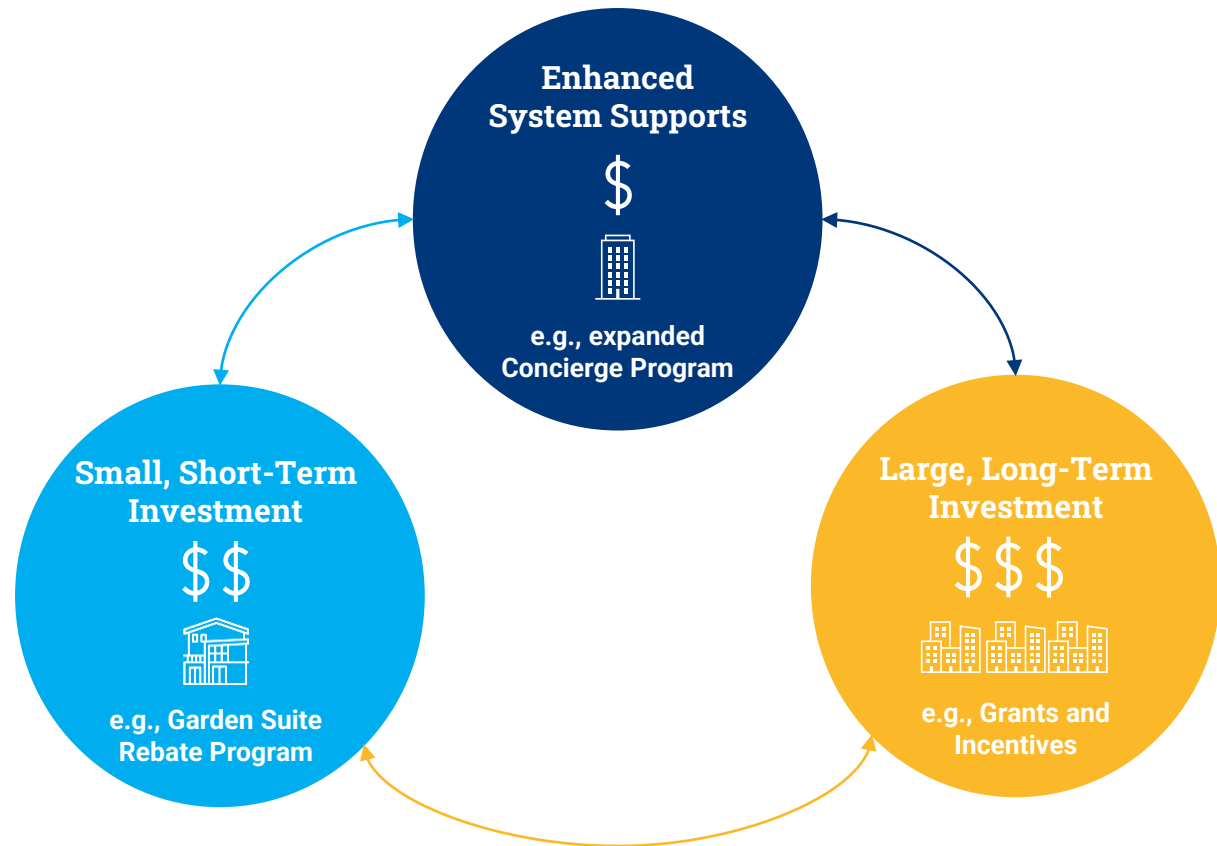 Enhanced
System Supports
$
e.g., expanded
Concierge Program
Small, Short-Term
Investment
$$
e.g., Garden Suite
Rebate Program
Large, Long-Term
Investment
$$$
e.g., Grants and
Incentives